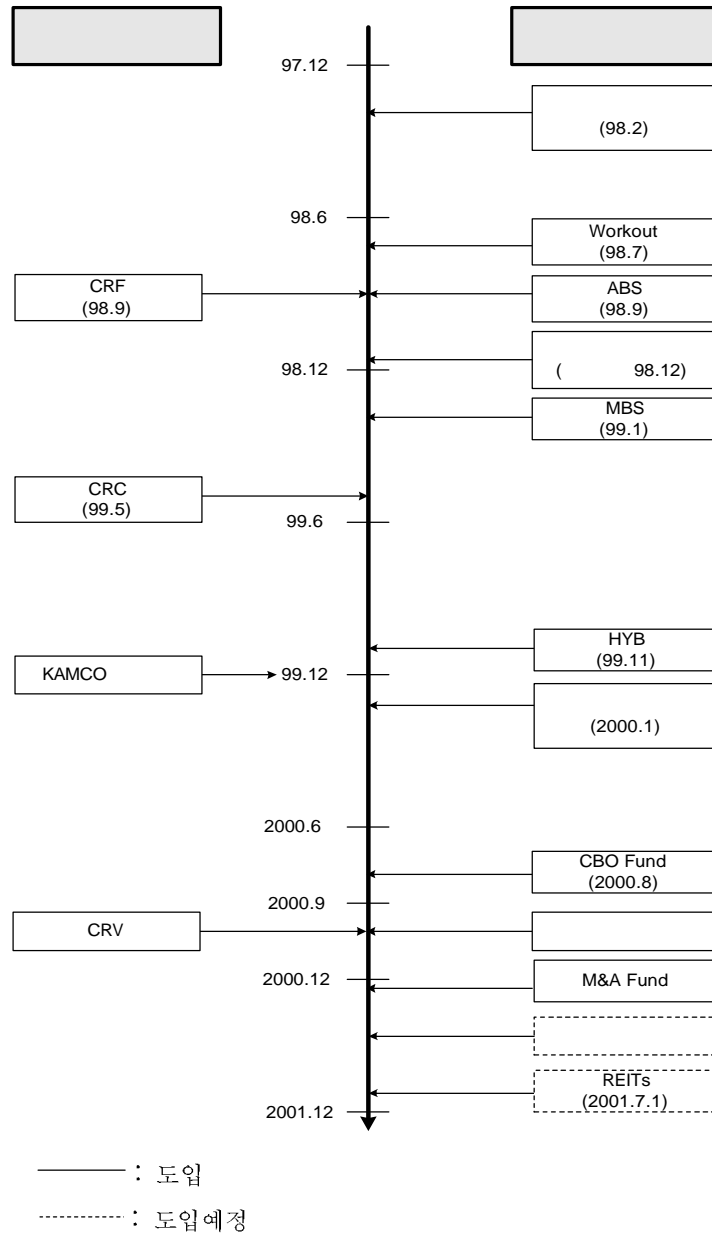 97.12
(98.2)
98.6
Workout
(98.7)
CRF
(98.9)
ABS
(98.9)
98.12
( 98.12)
MBS
(99.1)
CRC
(99.5)
99.6
HYB
(99.11)
KAMCO
99.12
(2000.1)
2000.6
CBO Fund
(2000.8)
2000.9
CRV
2000.12
M&A Fund
REITs
(2001.7.1)
2001.12
: 도입
: 도입예정